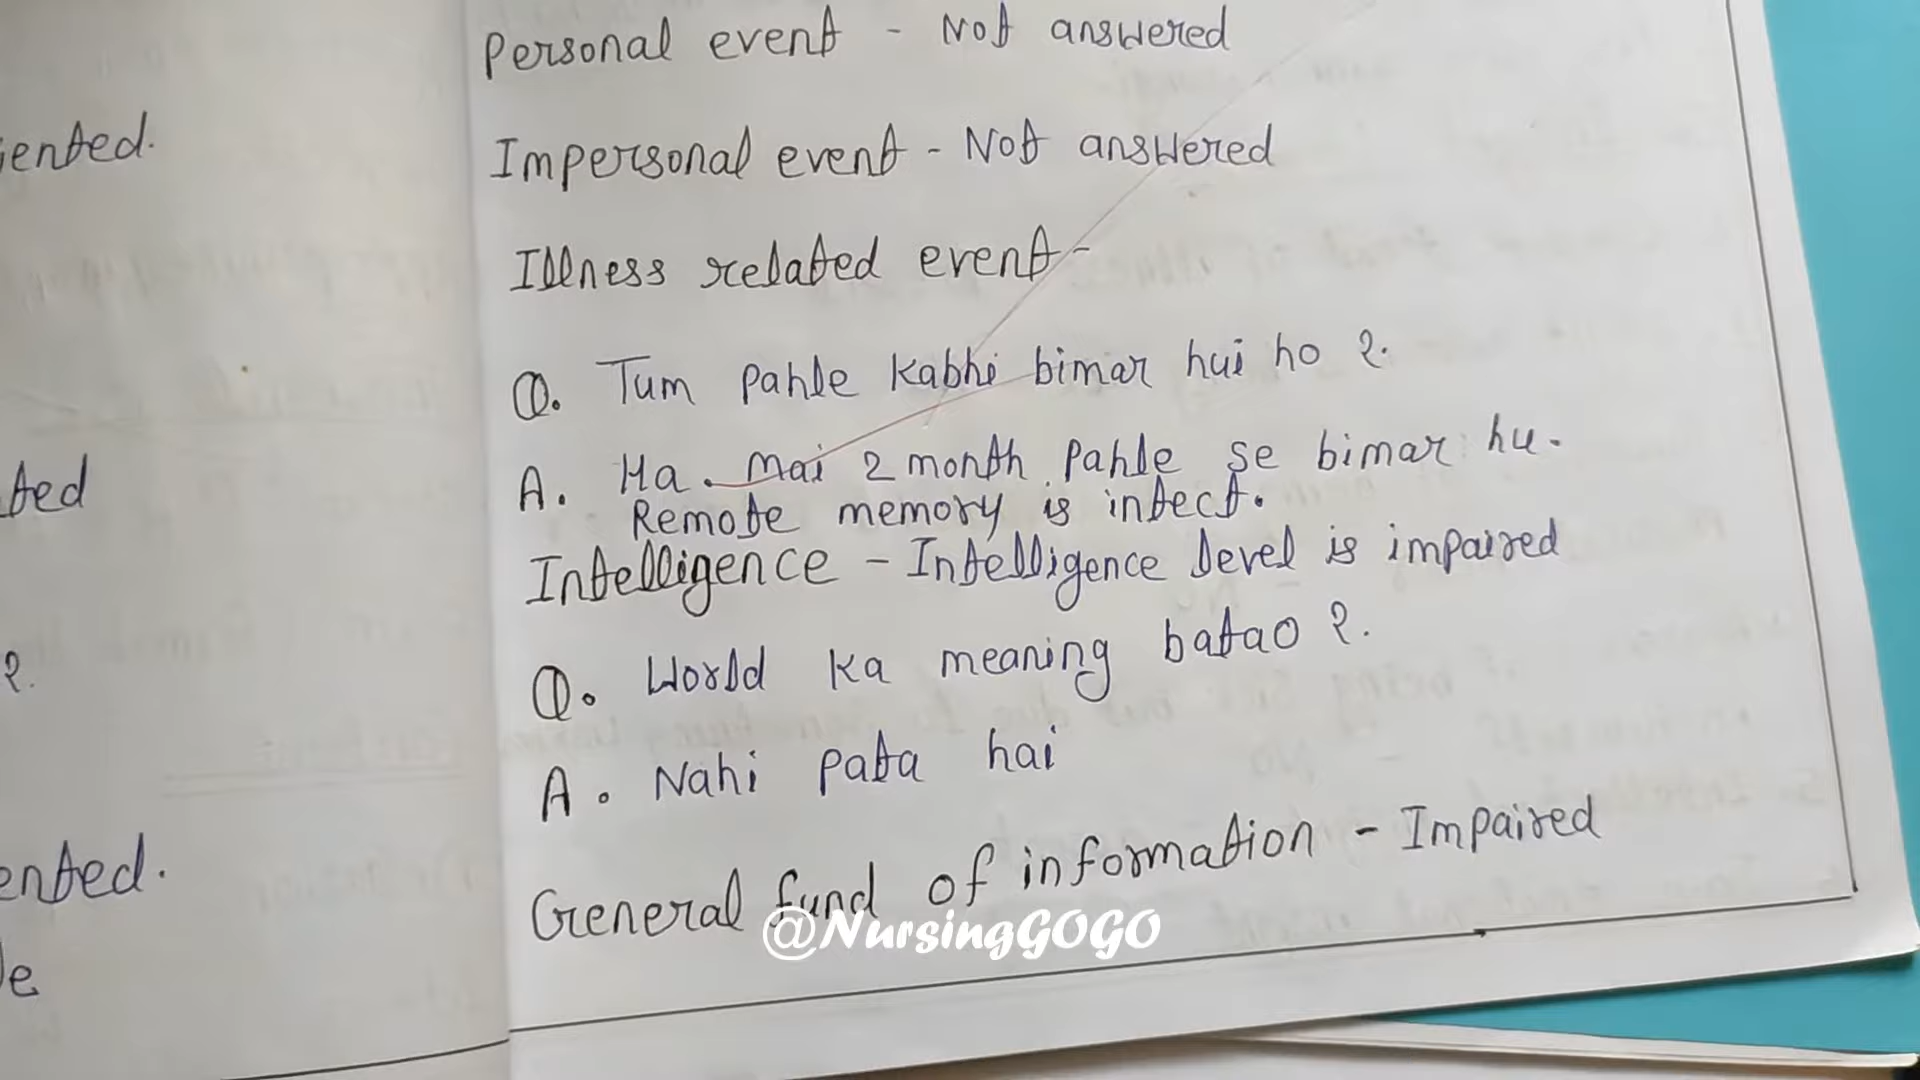 Personal event - Not answered
iented.
Impersonal event - Not answered
Illness related event -
Q. Tum pahle kabhi bimar hui ho ?.
A. Ha. Mai 2 month pahle se bimar hu.
ted
Remote memory is intect.
Intelligence - Intelligence level is impaired
Q. World ka meaning batao ?.
?.
A. Nahi pata hai
General fund of information - Impaired
ented.
@NursingGOGO
e